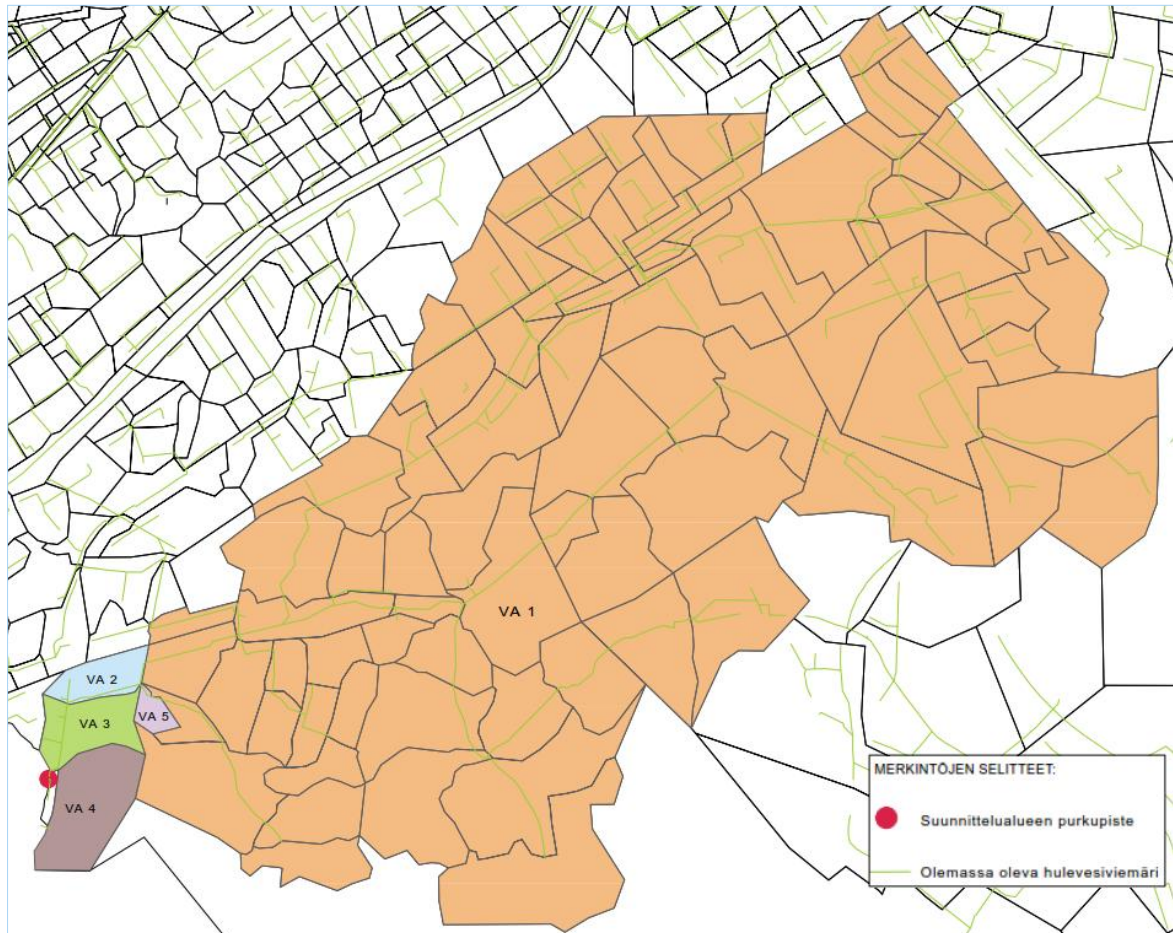 VA 1
VA 2
VA 3
VA 5
VA 4
MERKINTÖJEN SELITTEET:
Suunnittelualueen purkupiste
Olemassa oleva hulevesiviemäri